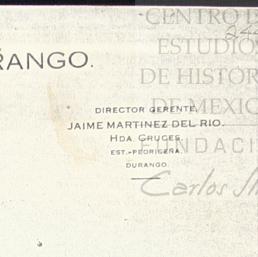 CENTRO D
ESTUDIOS
RANGO.
DE HISTOR
DE MEXIC
DIRECTOR GERENTE,
JAIME MARTINEZ DEL RIO.
HDA. CRUCES
EST.-PEDRICEÑA.
DURANGO.
FUNDACI
Carlos Sl